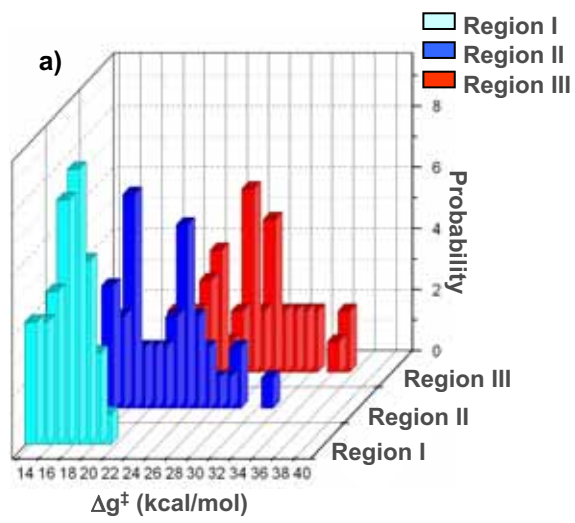 Region I
Region II
Region III
a)
8
6
4
2
0
Probability
Region III
Region II
Region I
14 16 18 20 22 24 26 28 30 32 34 36 38 40
Δg‡ (kcal/mol)